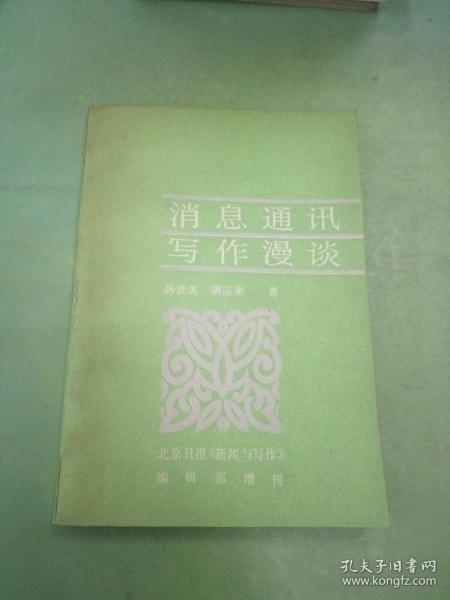 消息通讯
写作漫谈
汤世英 满运来 著
北京日报《新闻与写作》
编辑部增刊
孔夫子旧书网
www.kongfz.com